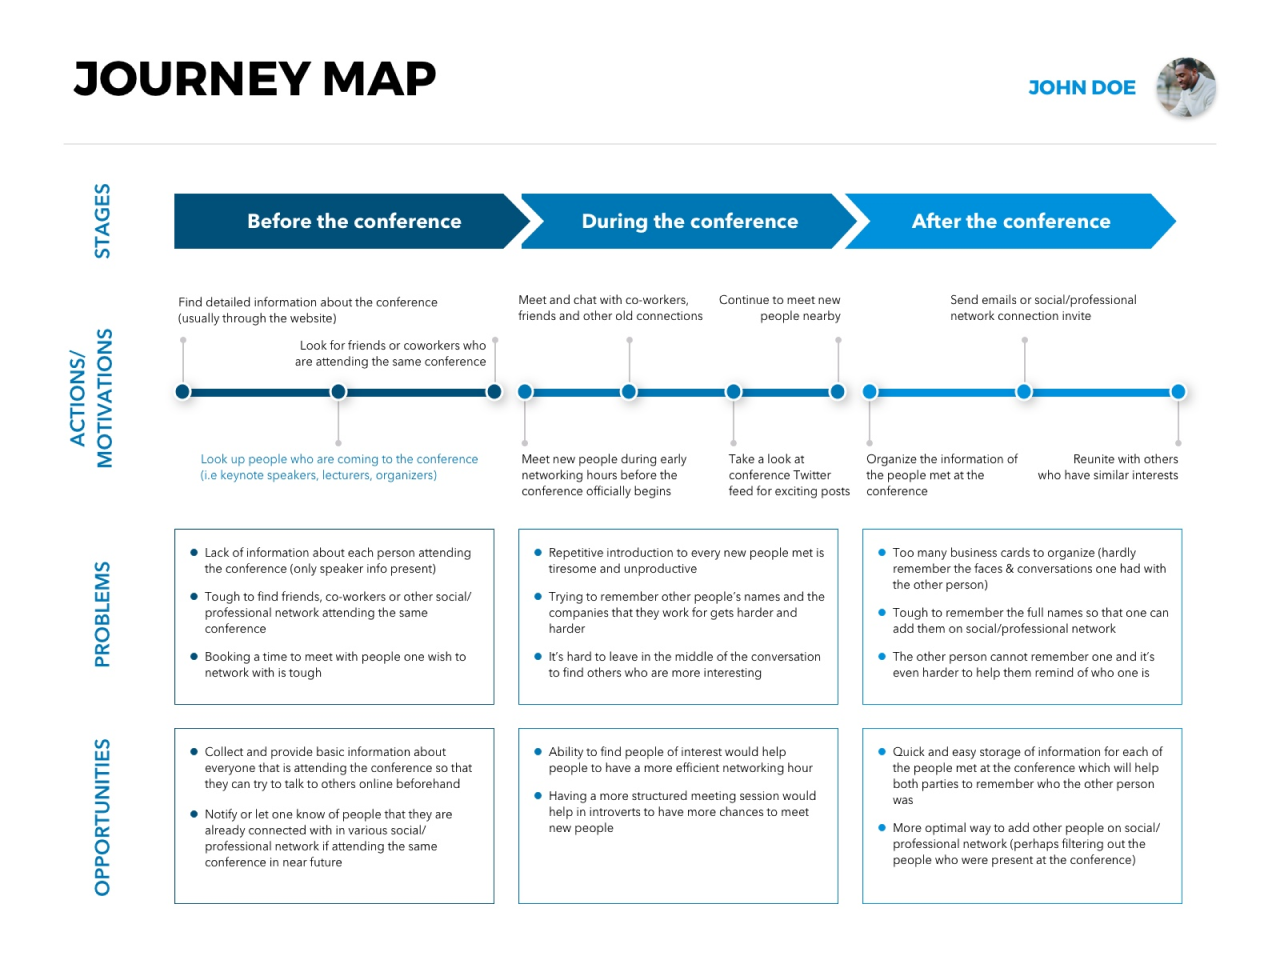 JOURNEY MAP
JOHN DOE
STAGES
Before the conference
During the conference
After the conference
ACTIONS/
MOTIVATIONS
Find detailed information about the conference
(usually through the website)
Look for friends or coworkers who
are attending the same conference
Look up people who are coming to the conference
(i.e keynote speakers, lecturers, organizers)
Meet and chat with co-workers,
friends and other old connections
Continue to meet new
people nearby
Meet new people during early
networking hours before the
conference officially begins
Take a look at
conference Twitter
feed for exciting posts
Send emails or social/professional
network connection invite
Organize the information of
the people met at the
conference
Reunite with others
who have similar interests
PROBLEMS
Lack of information about each person attending
the conference (only speaker info present)
Tough to find friends, co-workers or other social/
professional network attending the same
conference
Booking a time to meet with people one wish to
network with is tough
Repetitive introduction to every new people met is
tiresome and unproductive
Trying to remember other people's names and the
companies that they work for gets harder and
harder
It's hard to leave in the middle of the conversation
to find others who are more interesting
Too many business cards to organize (hardly
remember the faces & conversations one had with
the other person)
Tough to remember the full names so that one can
add them on social/professional network
The other person cannot remember one and it's
even harder to help them remind of who one is
OPPORTUNITIES
Collect and provide basic information about
everyone that is attending the conference so that
they can try to talk to others online beforehand
Notify or let one know of people that they are
already connected with in various social/
professional network if attending the same
conference in near future
Ability to find people of interest would help
people to have a more efficient networking hour
Having a more structured meeting session would
help in introverts to have more chances to meet
new people
Quick and easy storage of information for each of
the people met at the conference which will help
both parties to remember who the other person
was
More optimal way to add other people on social/
professional network (perhaps filtering out the
people who were present at the conference)